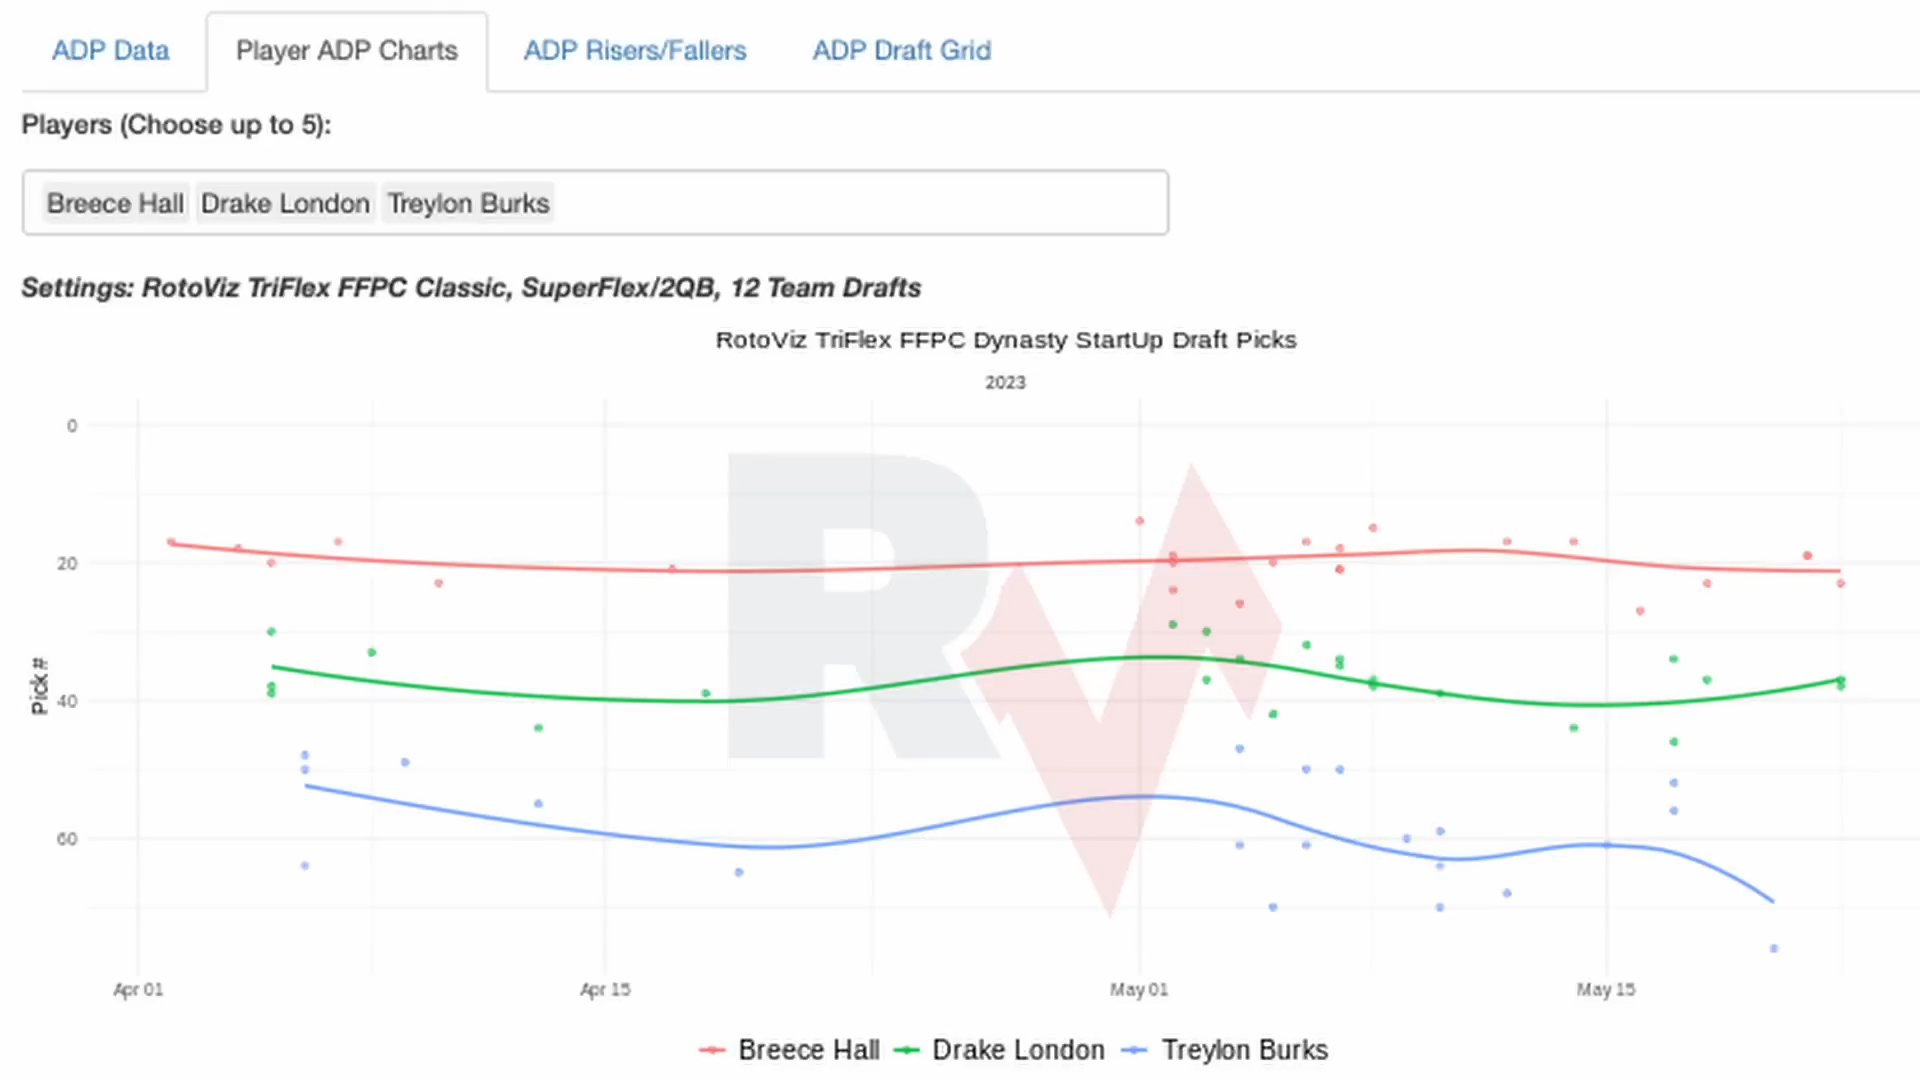 ADP Data Player ADP Charts ADP Risers/Fallers ADP Draft Grid
Players (Choose up to 5):
Breece Hall Drake London Treylon Burks
Settings: RotoViz TriFlex FFPC Classic, SuperFlex/2QB, 12 Team Drafts
RotoViz TriFlex FFPC Dynasty StartUp Draft Picks
2023
0
20
40
60
Pick#
RV
Apr 01 Apr 15 May 01 May 15
Breece Hall Drake London Treylon Burks